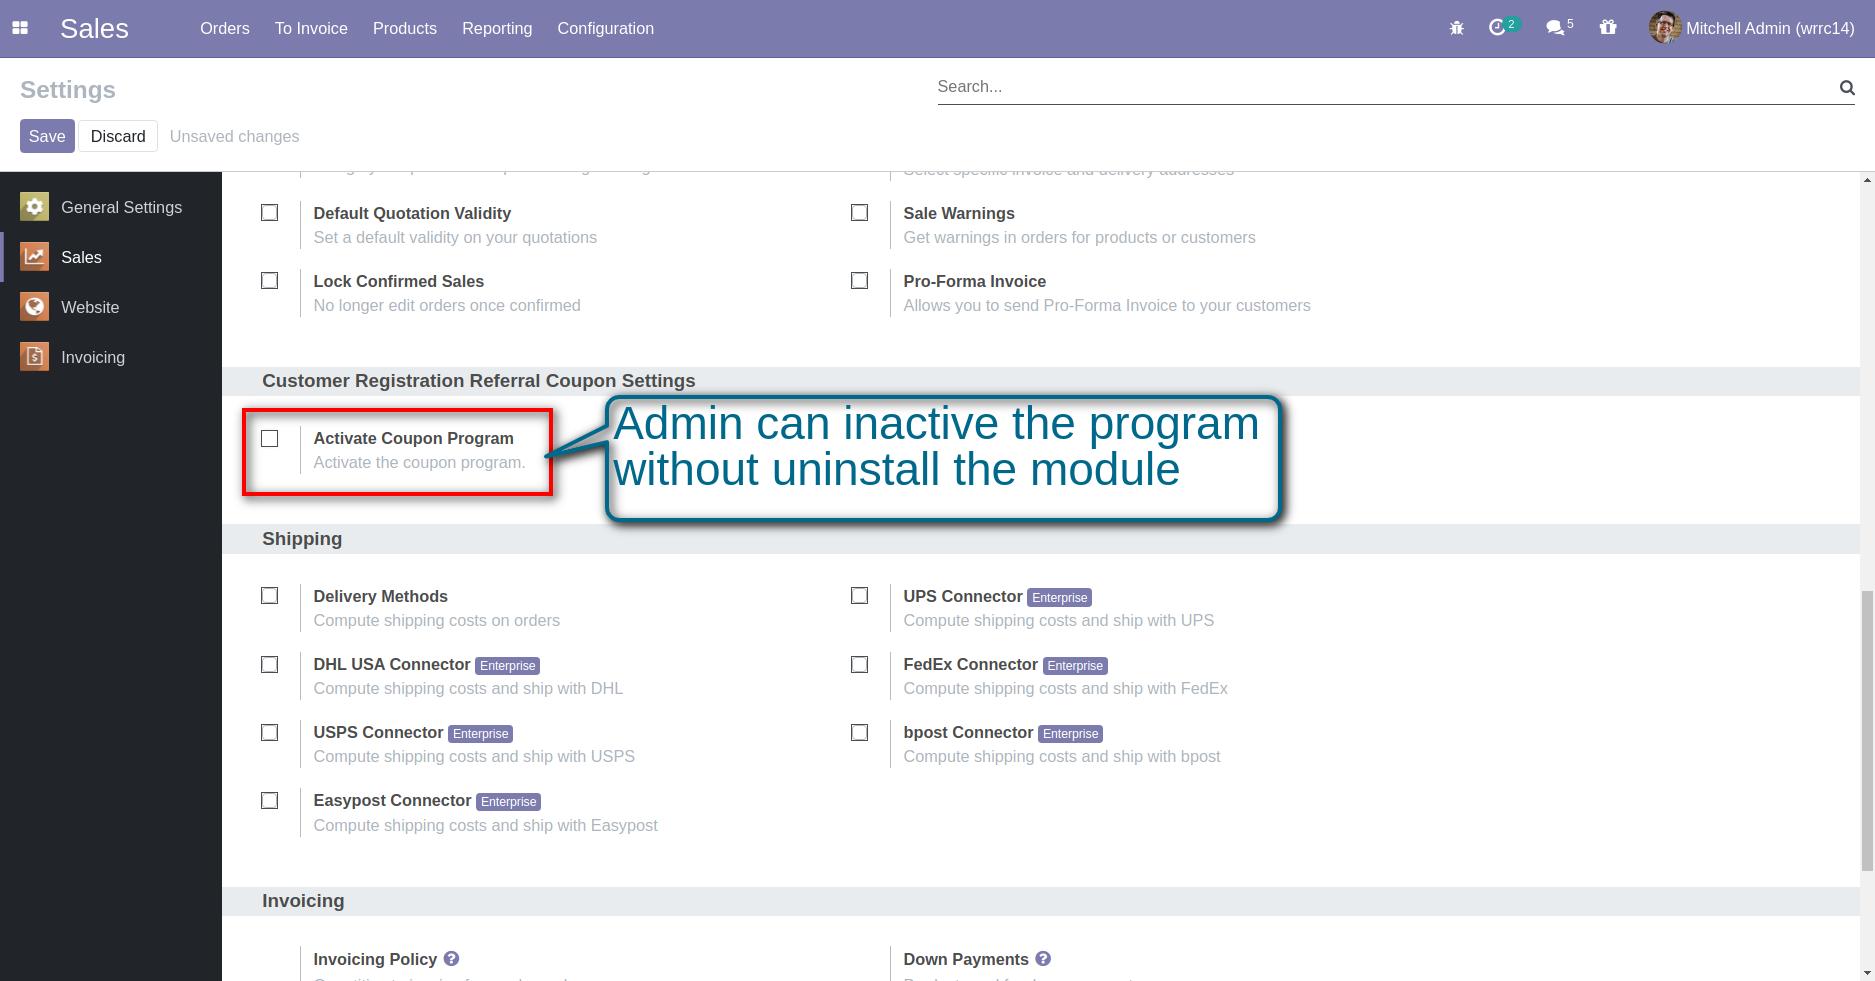 Sales Orders To Invoice Products Reporting Configuration 2 5 Mitchell Admin (wrrc14)
Settings
Search...
Save Discard Unsaved changes
General Settings
Sales
Website
Invoicing
Select specific invoice and delivery addresses
Default Quotation Validity
Set a default validity on your quotations
Sale Warnings
Get warnings in orders for products or customers
Lock Confirmed Sales
No longer edit orders once confirmed
Pro-Forma Invoice
Allows you to send Pro-Forma Invoice to your customers
Customer Registration Referral Coupon Settings
Activate Coupon Program
Activate the coupon program.
Admin can inactive the program
without uninstall the module
Shipping
Delivery Methods
Compute shipping costs on orders
UPS Connector Enterprise
Compute shipping costs and ship with UPS
DHL USA Connector Enterprise
Compute shipping costs and ship with DHL
FedEx Connector Enterprise
Compute shipping costs and ship with FedEx
USPS Connector Enterprise
Compute shipping costs and ship with USPS
bpost Connector Enterprise
Compute shipping costs and ship with bpost
Easypost Connector Enterprise
Compute shipping costs and ship with Easypost
Invoicing
Invoicing Policy ?
Down Payments ?